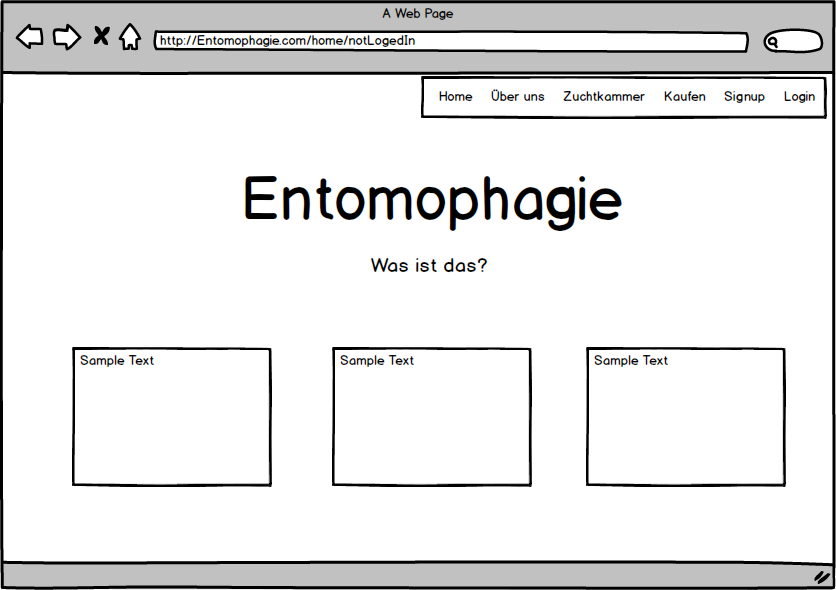 A Web Page
http://Entomophagie.com/home/notLogedIn
Home Über uns Zuchtkammer Kaufen Signup Login
Entomophagie
Was ist das?
Sample Text Sample Text Sample Text